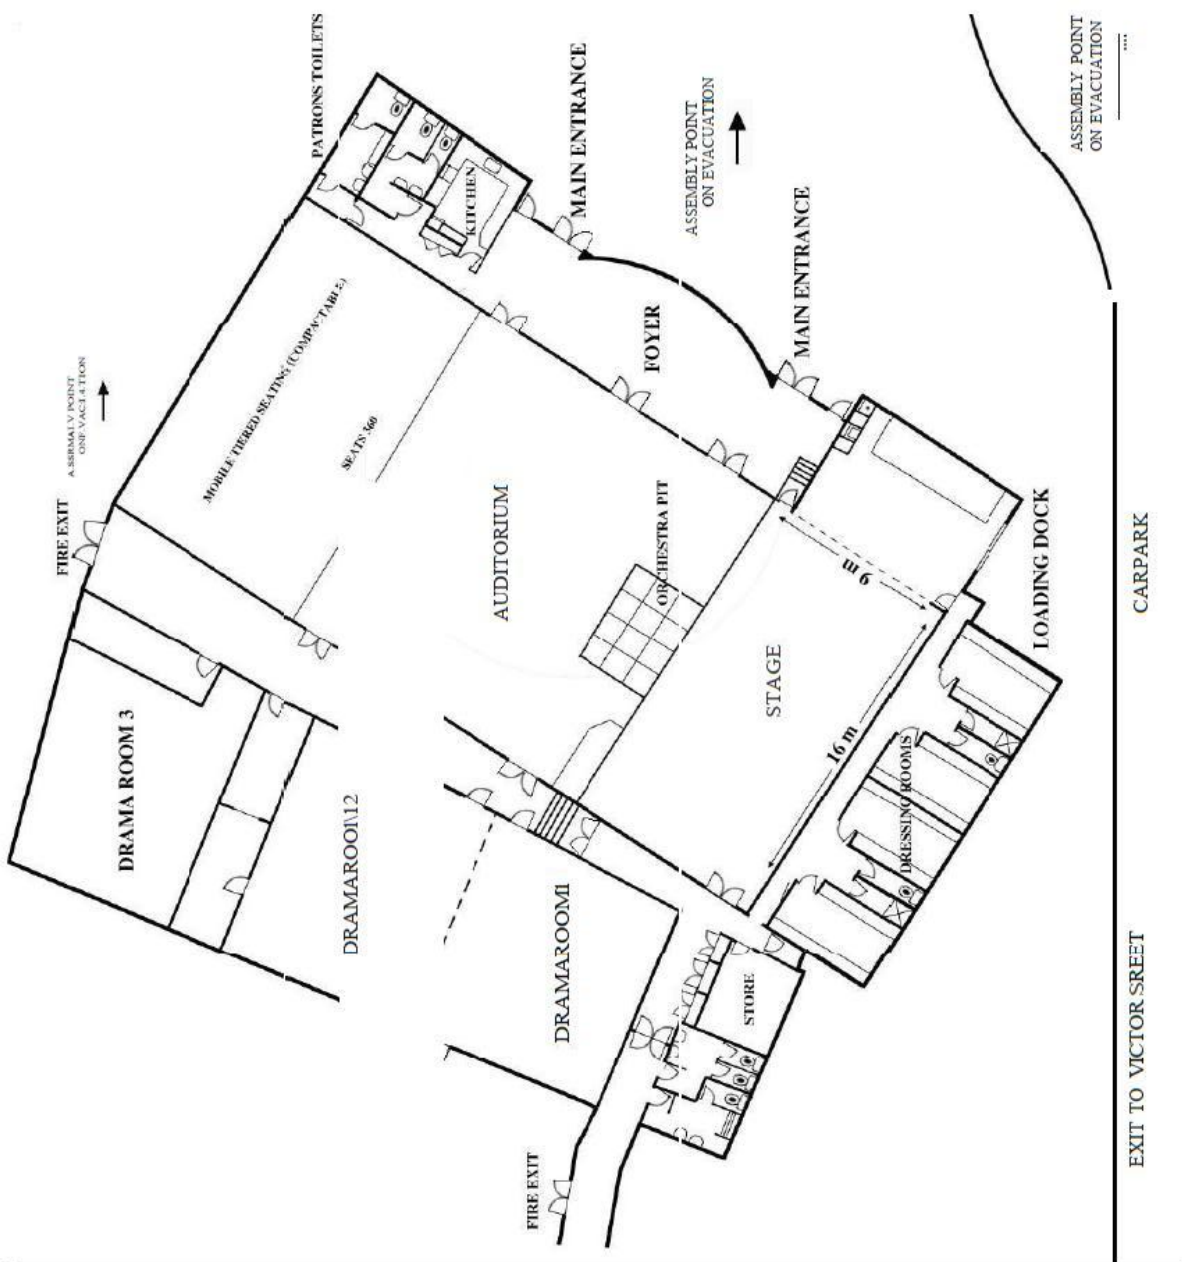 PATRONS TOILETS
MAIN ENTRANCE
ASSEMBLY POINT
ON EVACUATION
ASSEMBLY POINT
ON EVACUATION
KITCHEN
MAIN ENTRANCE
FOYER
MOBILE TIERED SEATING (COMPACTABLE)
SEATS 360
FIRE EXIT
AUDITORIUM
ORCHESTRA PIT
9 m
LOADING DOCK
CARPARK
STAGE
16 m
DRESSING ROOMS
DRAMA ROOM 3
DRAMAROOI\12
DRAMAROOM1
STORE
FIRE EXIT
EXIT TO VICTOR SREET